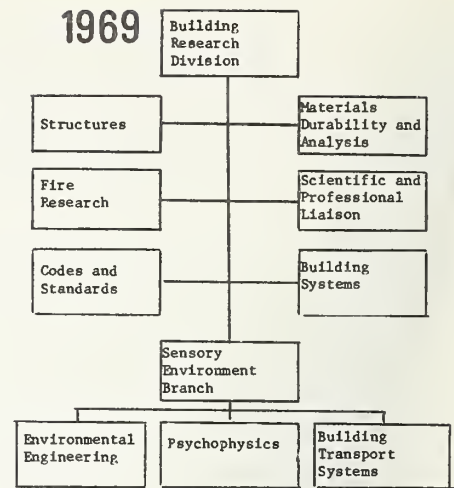 1969
Building
Research
Division
Structures
Materials
Durability and
Analysis
Fire
Research
Scientific and
Professional
Liaison
Codes and
Standards
Building
Systems
Sensory
Environment
Branch
Environmental
Engineering
Psychophysics
Building
Transport
Systems